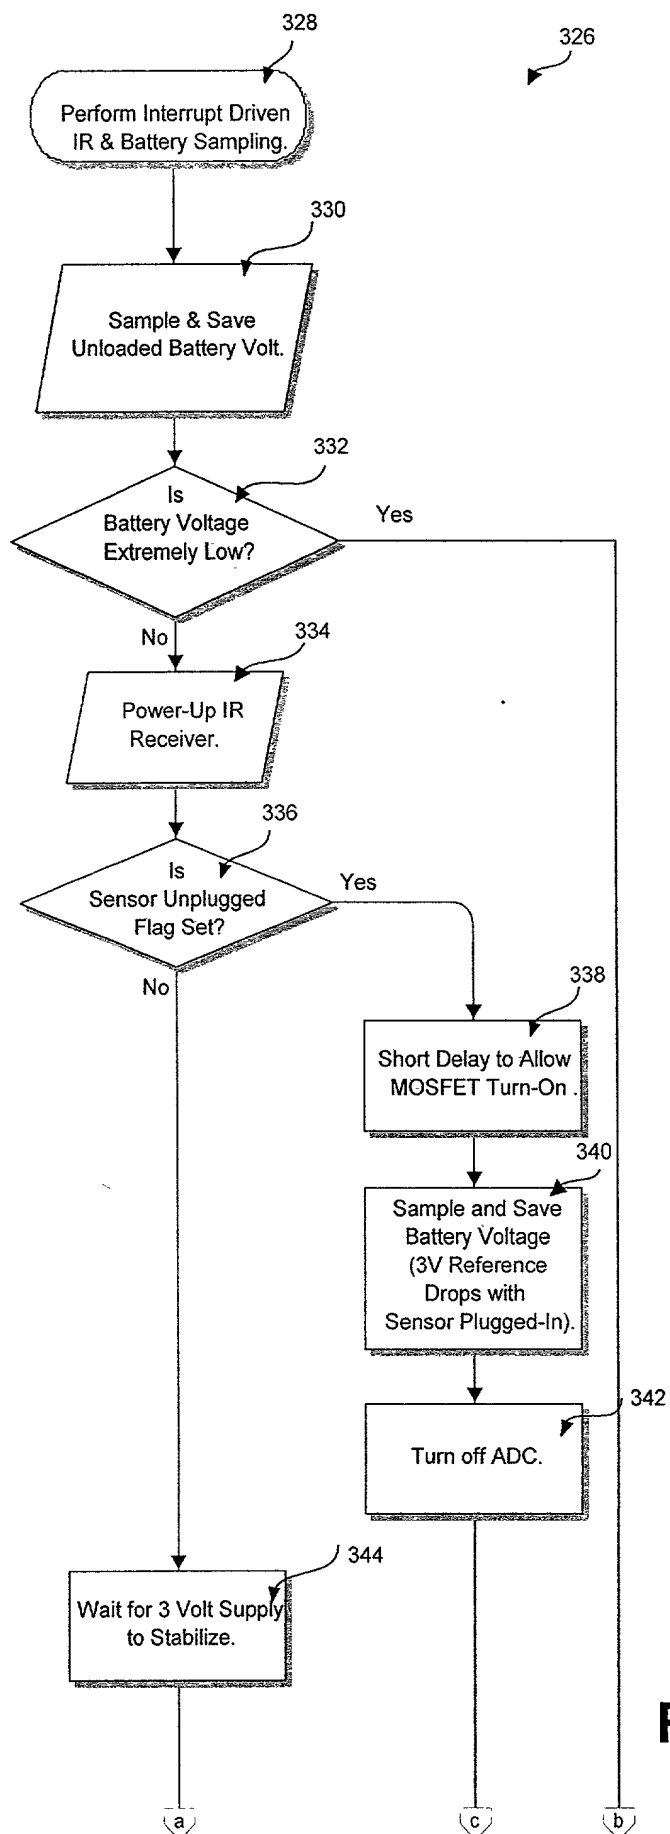 328
326
Perform Interrupt Driven
IR & Battery Sampling.
330
Sample & Save
Unloaded Battery Volt.
332
Is
Battery Voltage
Extremely Low?
Yes
No
334
Power-Up IR
Receiver.
336
Is
Sensor Unplugged
Flag Set?
Yes
No
338
Short Delay to Allow
MOSFET Turn-On .
340
Sample and Save
Battery Voltage
(3V Reference
Drops with
Sensor Plugged-In).
342
Turn off ADC.
344
Wait for 3 Volt Supply
to Stabilize.
a
c
b